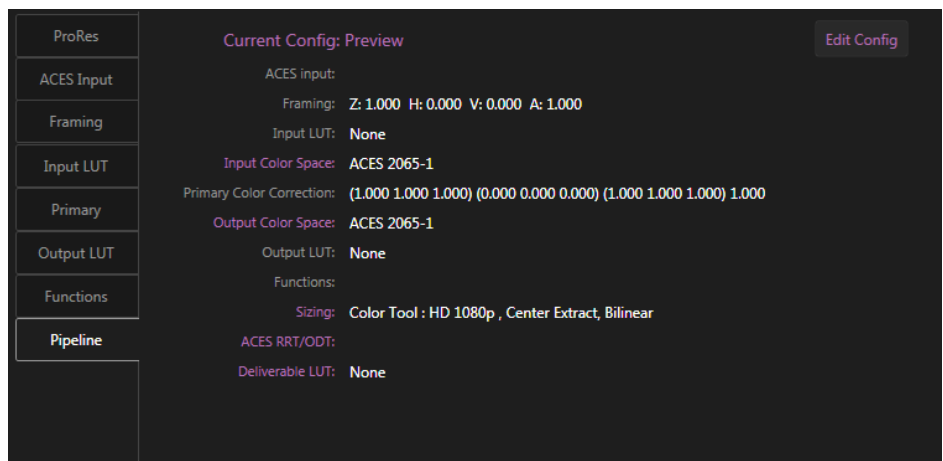 ProRes
ACES Input
Framing
Input LUT
Primary
Output LUT
Functions
Pipeline
Current Config: Preview
Edit Config
ACES input:
Framing: Z: 1.000 H: 0.000 V: 0.000 A: 1.000
Input LUT: None
Input Color Space: ACES 2065-1
Primary Color Correction: (1.000 1.000 1.000) (0.000 0.000 0.000) (1.000 1.000 1.000) 1.000
Output Color Space: ACES 2065-1
Output LUT: None
Functions:
Sizing: Color Tool : HD 1080p , Center Extract, Bilinear
ACES RRT/ODT:
Deliverable LUT: None